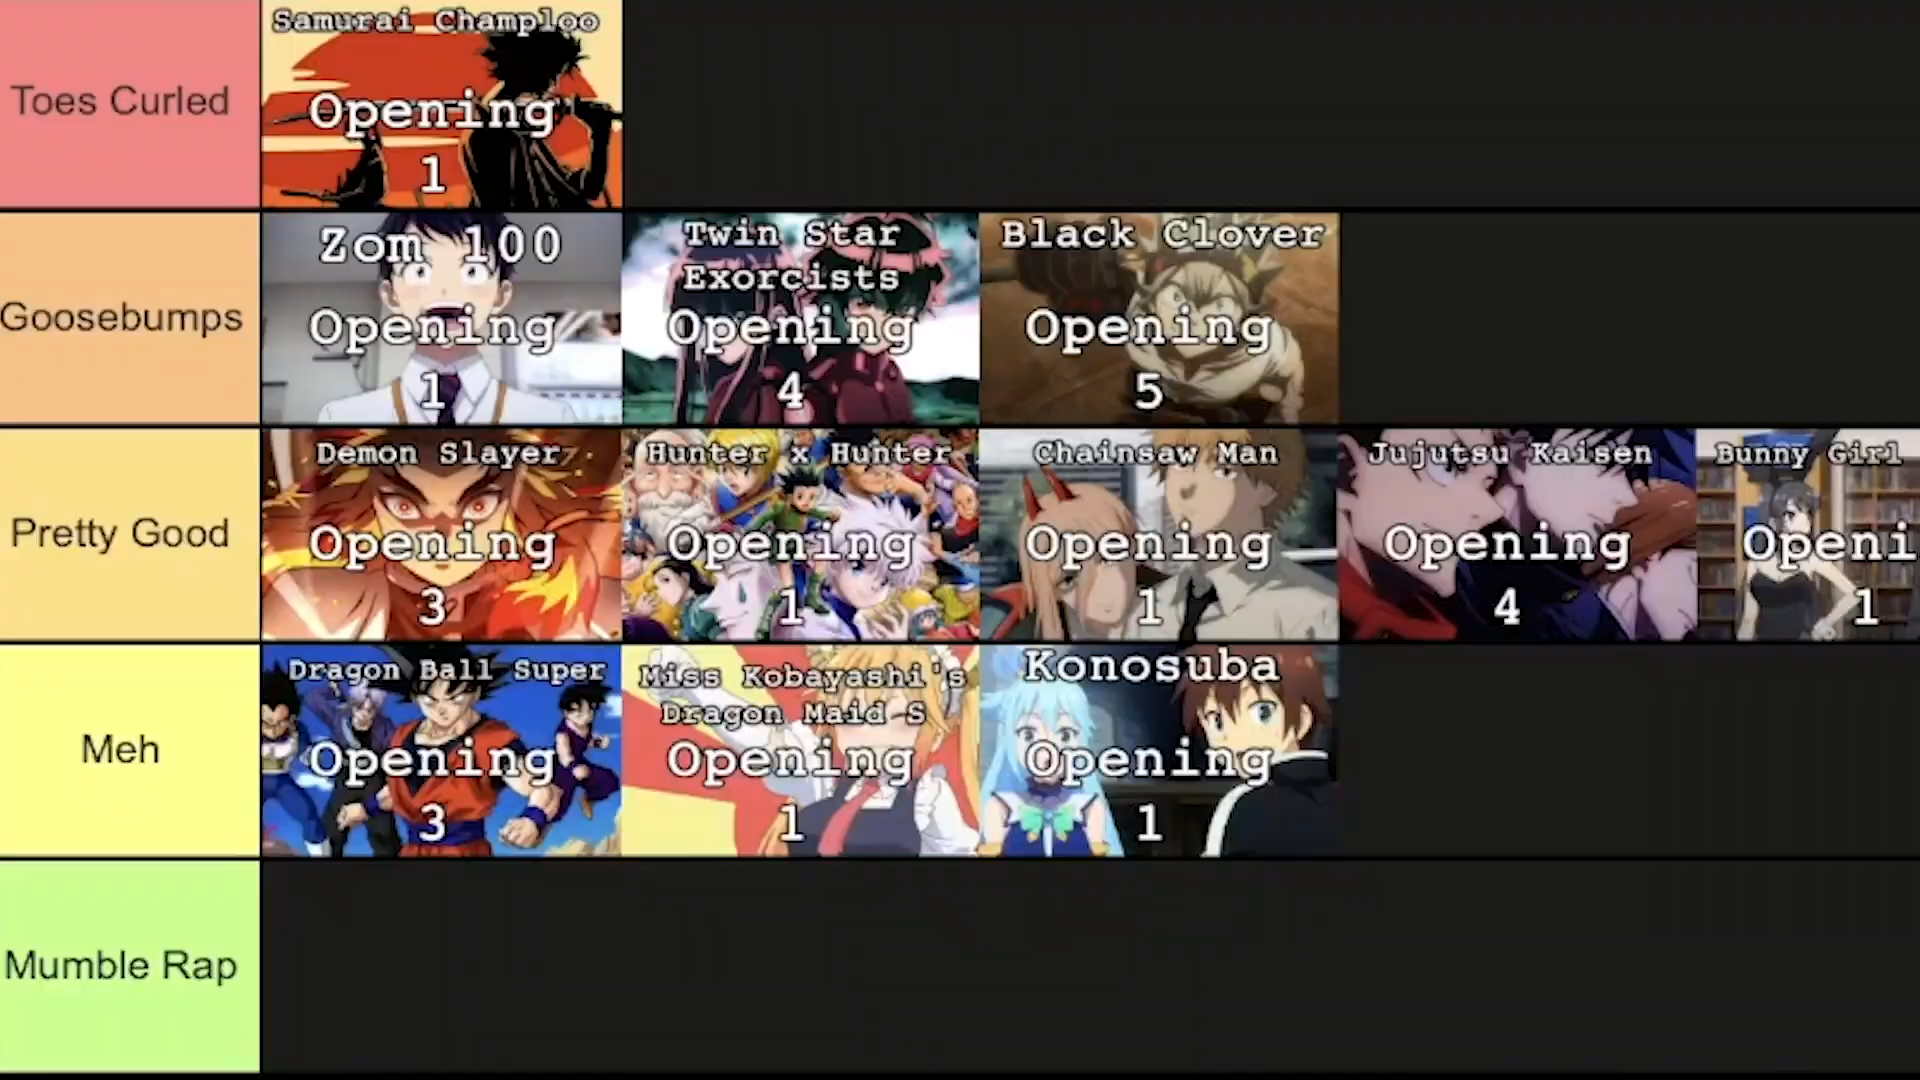 Toes Curled
Samurai Champloo
Opening
1
Goosebumps
Zom 100
Opening
1
Twin Star
Exorcists
Opening
4
Black Clover
Opening
5
Pretty Good
Demon Slayer
Opening
3
Hunter x Hunter
Opening
1
Chainsaw Man
Opening
1
Jujutsu Kaisen
Opening
4
Bunny Girl
Openi
1
Meh
Dragon Ball Super
Opening
3
Miss Kobayashi's
Dragon Maid S
Opening
1
Konosuba
Opening
1
Mumble Rap